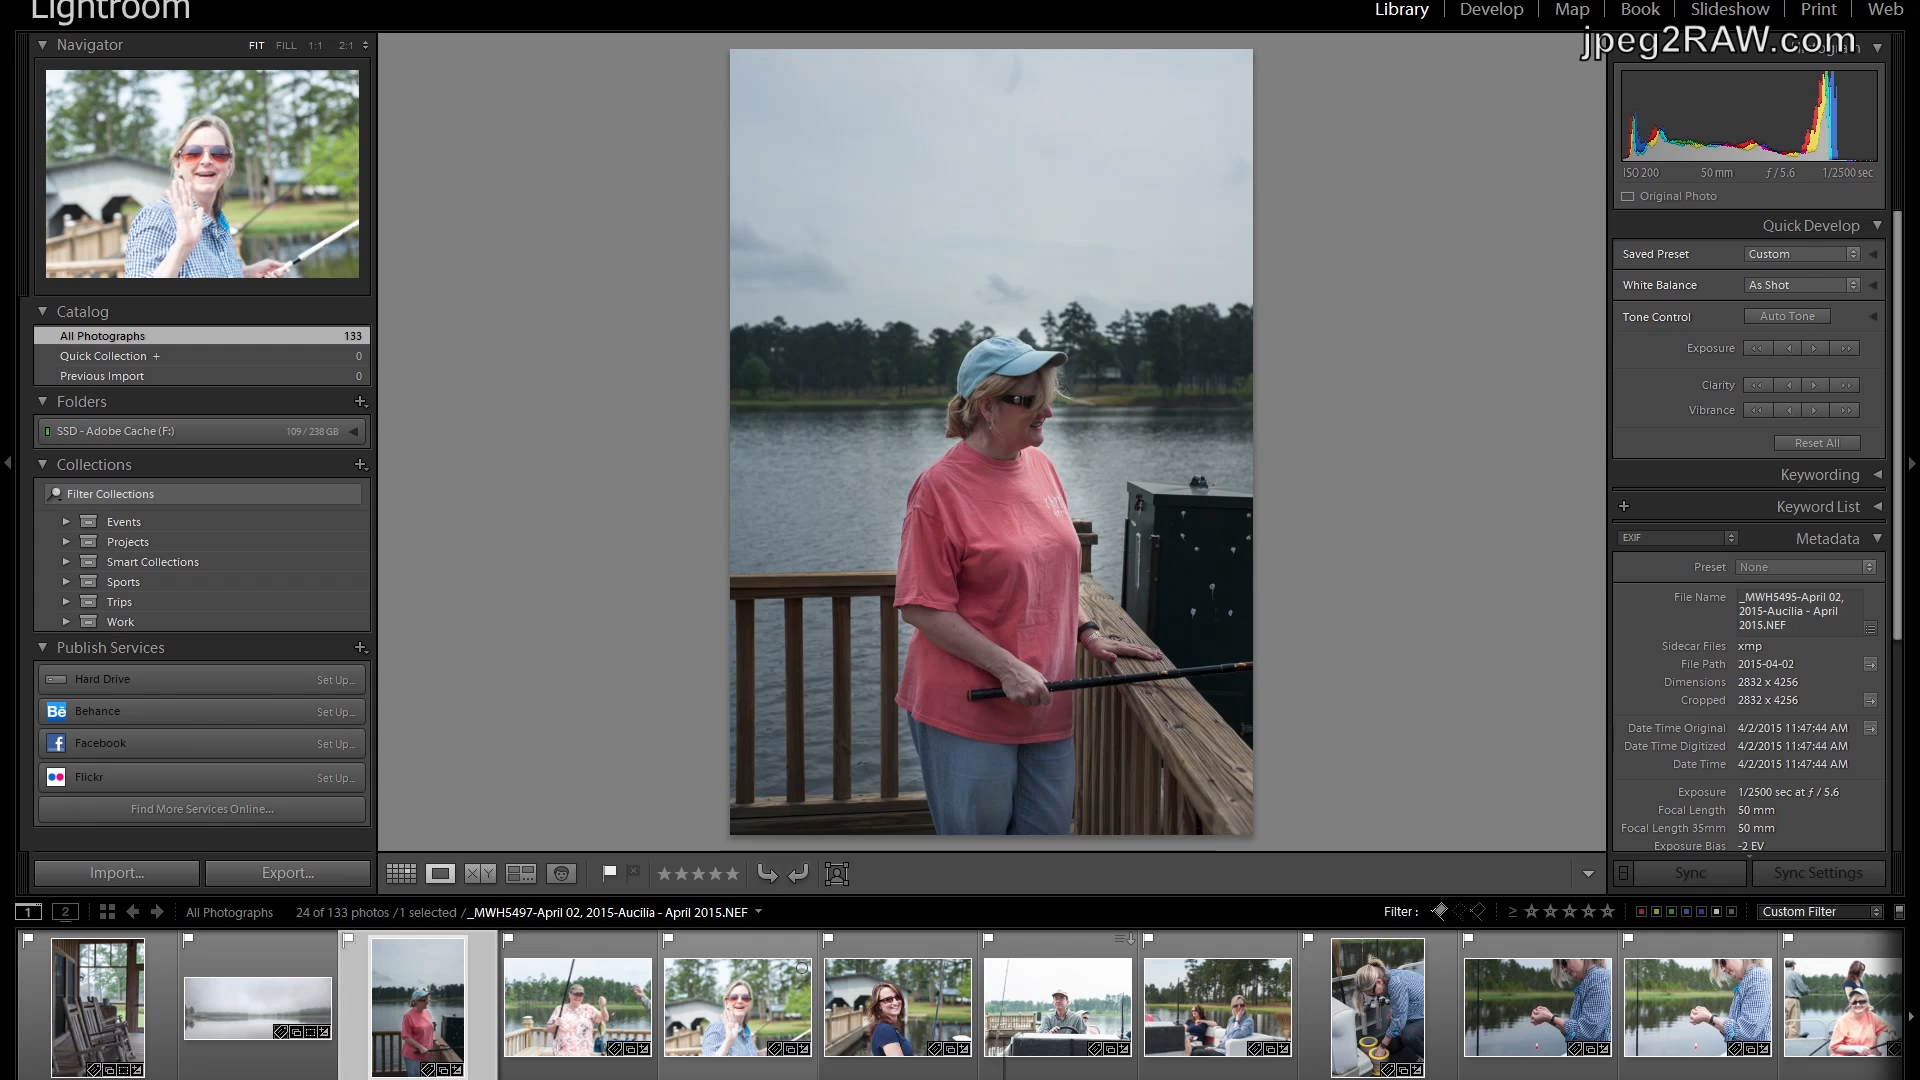 Lightroom
Library | Develop | Map | Book | Slideshow | Print | Web
jpeg2RAW.com
Navigator FIT FILL 1:1 2:1
ISO 200 50 mm ƒ / 5.6 1/2500 sec
Original Photo
Quick Develop
Saved Preset Custom
White Balance As Shot
Tone Control Auto Tone
Exposure
Clarity
Vibrance
Reset All
Keywording
Keyword List
EXIF Metadata
Preset None
File Name _MWH5495-April 02,
2015-Aucilia - April
2015.NEF
Sidecar Files xmp
File Path 2015-04-02
Dimensions 2832 x 4256
Cropped 2832 x 4256
Date Time Original 4/2/2015 11:47:44 AM
Date Time Digitized 4/2/2015 11:47:44 AM
Date Time 4/2/2015 11:47:44 AM
Exposure 1/2500 sec at ƒ / 5.6
Focal Length 50 mm
Focal Length 35mm 50 mm
Exposure Bias -2 EV
Sync Sync Settings
Catalog
All Photographs 133
Quick Collection + 0
Previous Import 0
Folders
SSD - Adobe Cache (F:) 109 / 238 GB
Collections
Filter Collections
Events
Projects
Smart Collections
Sports
Trips
Work
Publish Services
Hard Drive Set Up...
Bē Behance Set Up...
f Facebook Set Up...
Flickr Set Up...
Find More Services Online...
Import... Export...
X Y
1 2 All Photographs 24 of 133 photos /1 selected /_MWH5497-April 02, 2015-Aucilia - April 2015.NEF
Filter : ≥ Custom Filter